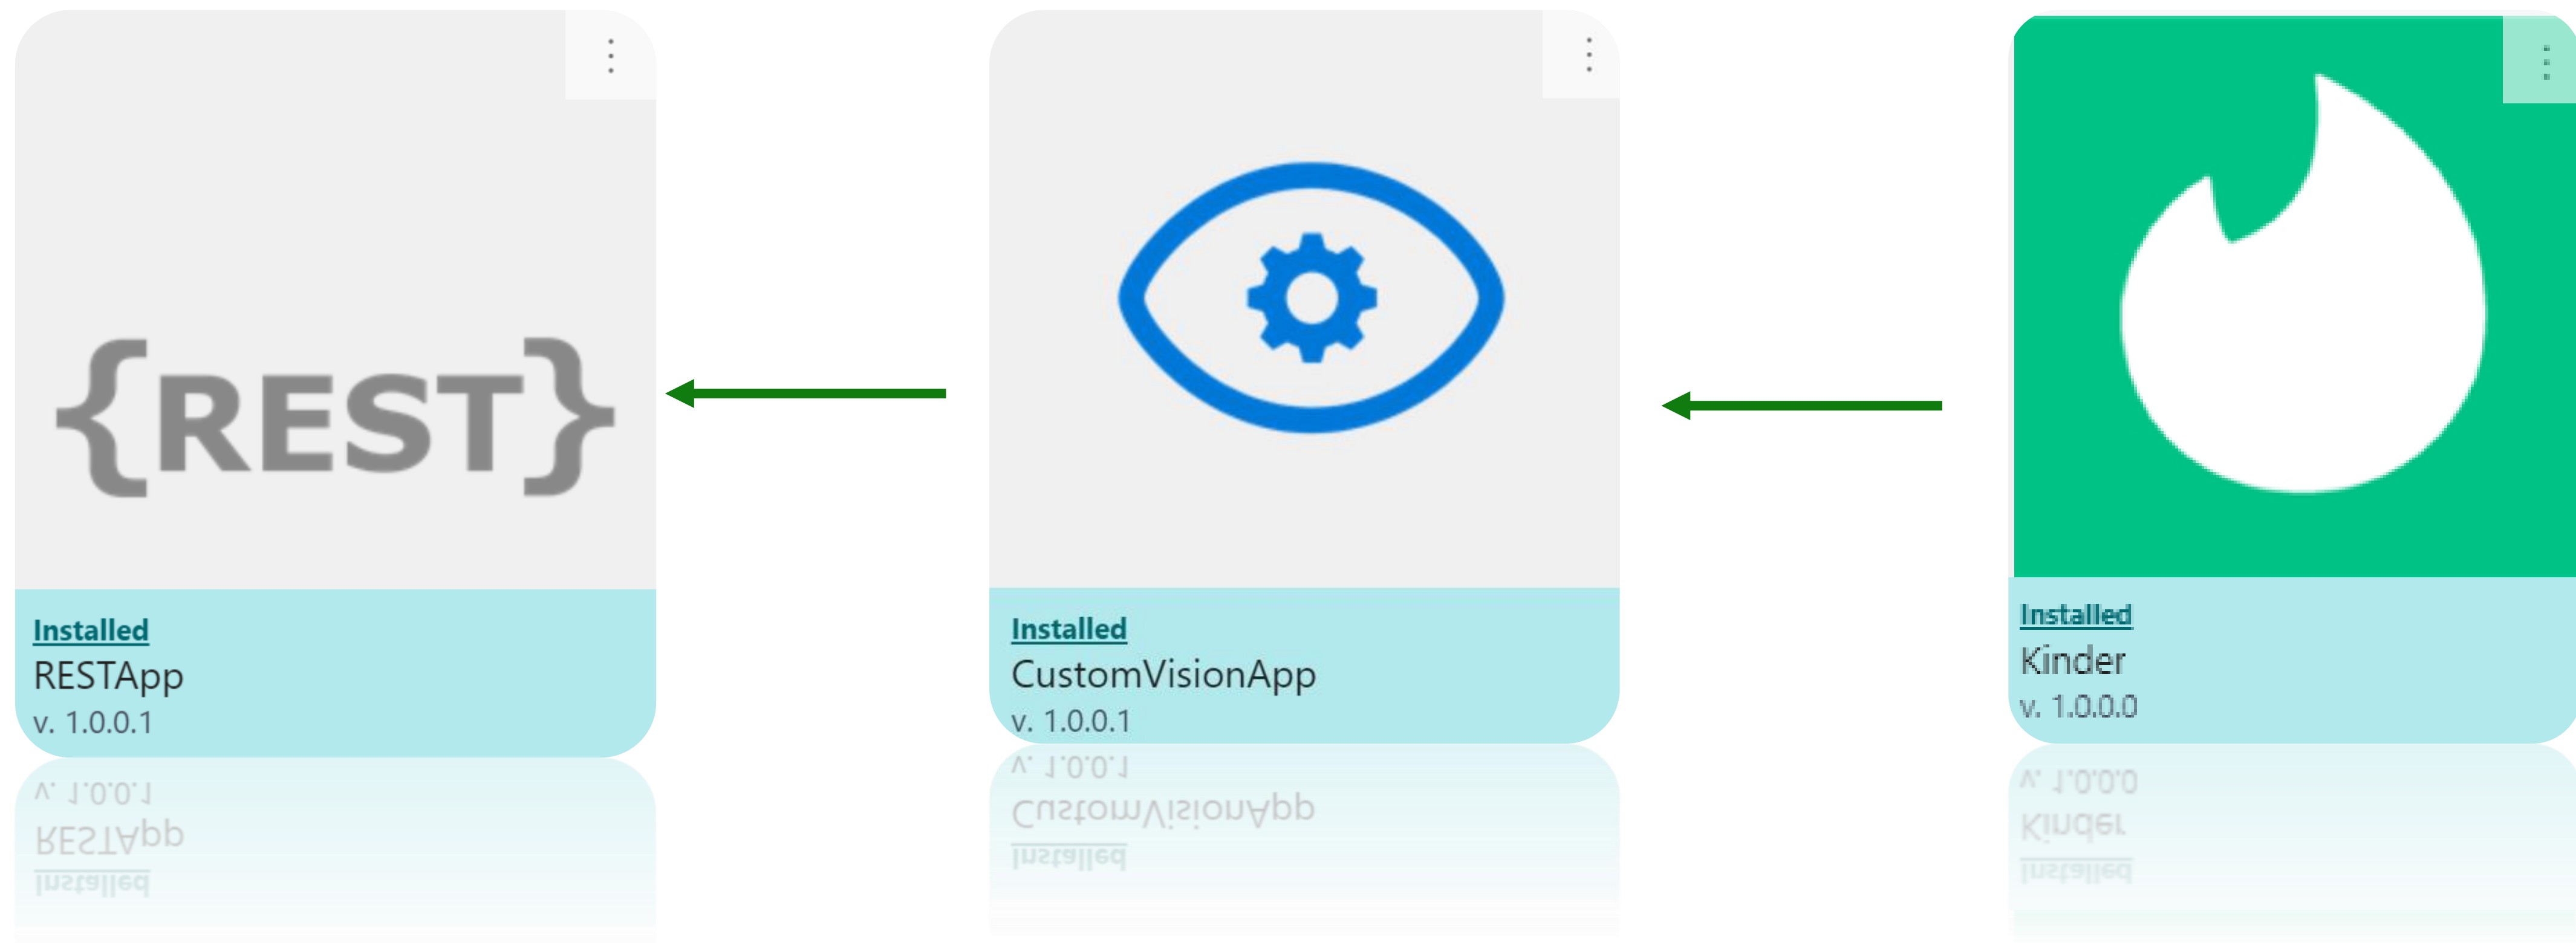 {REST}
Installed
RESTApp
v. 1.0.0.1
Installed
CustomVisionApp
v. 1.0.0.1
Installed
Kinder
v. 1.0.0.0